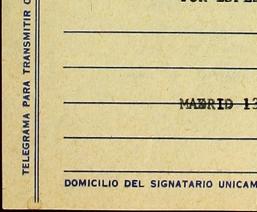 TELEGRAMA PARA TRANSMITIR
MADRID 13
DOMICILIO DEL SIGNATARIO UNICAM